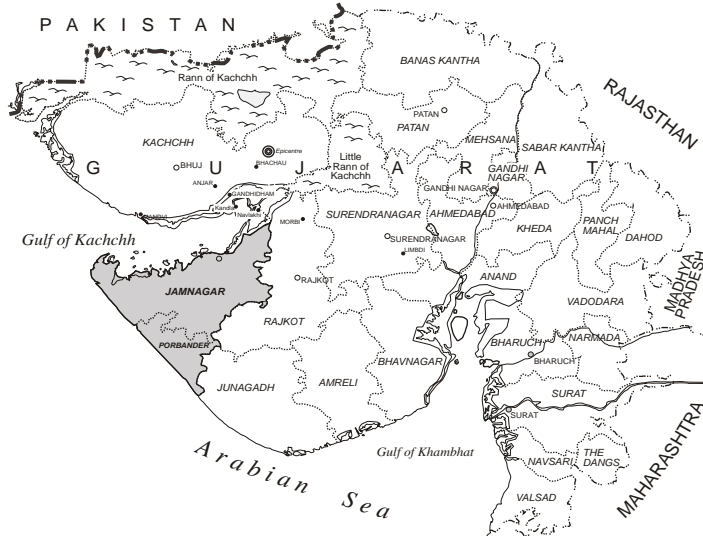 PAKISTAN
Rann of Kachchh
BANAS KANTHA
RAJASTHAN
PATAN
PATAN
MEHSANA
SABAR KANTHA
KACHCHH
Epicentre
BHUJ
BHACHAU
Little
Rann of
Kachchh
GUJARAT
GANDHI
NAGAR
GANDHI NAGAR
ANJAR
GANDHIDHAM
Kandla
Navlakhi
MANDVI
MORBI
SURENDRANAGAR
AHMEDABAD
AHMEDABAD
KHEDA
PANCH
MAHAL
DAHOD
Gulf of Kachchh
SURENDRANAGAR
LIMBDI
ANAND
MADHYA
PRADESH
JAMNAGAR
RAJKOT
RAJKOT
VADODARA
PORBANDER
BHARUCH
NARMADA
BHARUCH
JUNAGADH
AMRELI
BHAVNAGAR
SURAT
SURAT
Arabian Sea
Gulf of Khambhat
NAVSARI
THE
DANGS
MAHARASHTRA
VALSAD